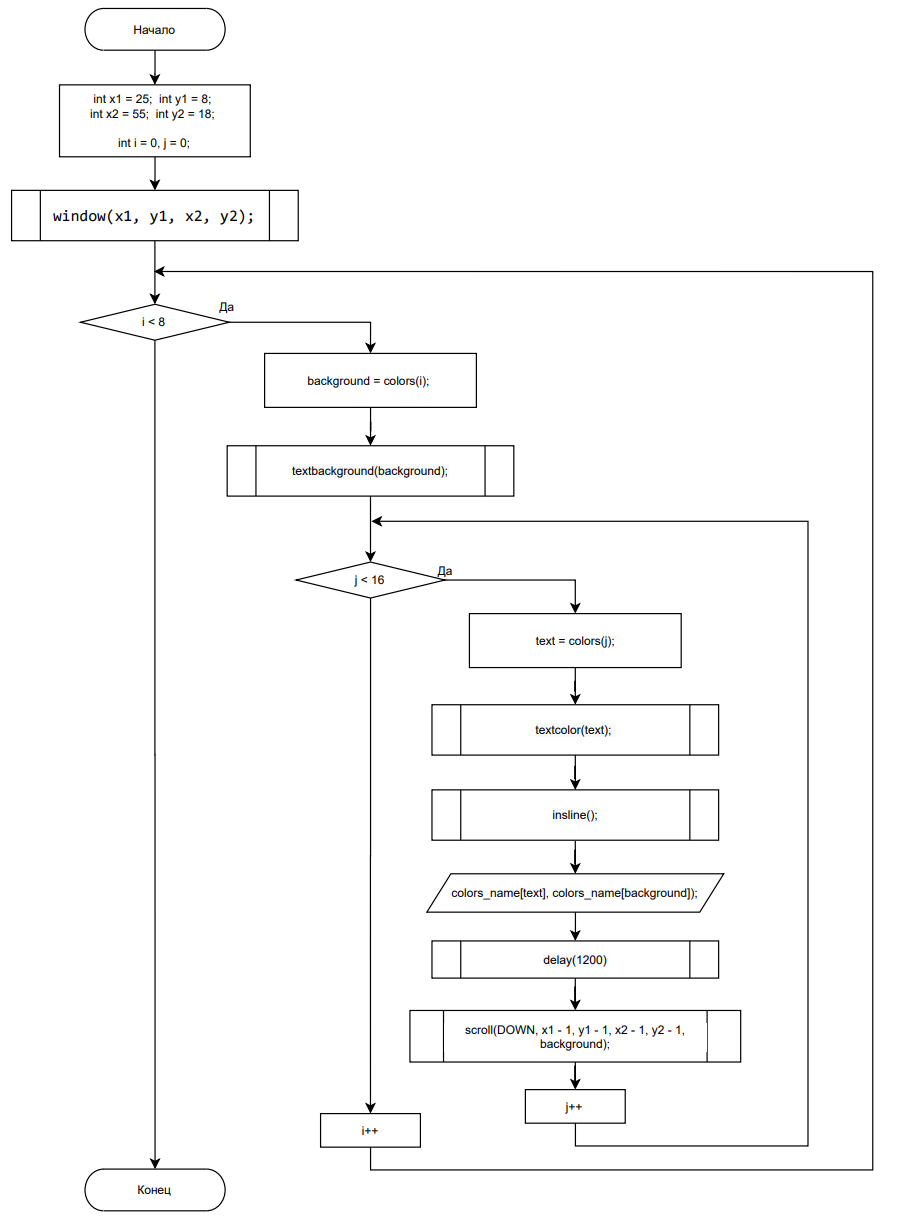 Начало
int x1 = 25;  int y1 = 8;
int x2 = 55;  int y2 = 18;
int i = 0, j = 0;
window(x1, y1, x2, y2);
Да
i < 8
background = colors(i);
textbackground(background);
Да
j < 16
text = colors(j);
textcolor(text);
insline();
colors_name[text], colors_name[background]);
delay(1200)
scroll(DOWN, x1 - 1, y1 - 1, x2 - 1, y2 - 1,
background);
j++
i++
Конец